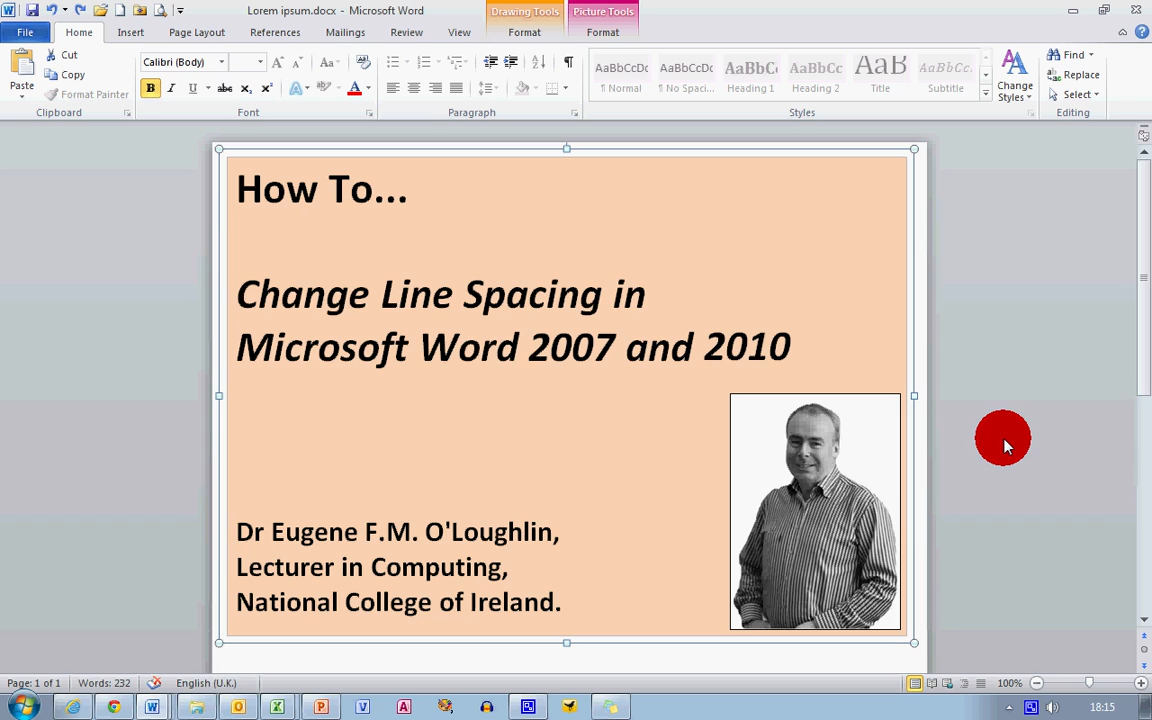 Lorem ipsum.docx - Microsoft Word
Drawing Tools
Picture Tools
File
Home
Insert
Page Layout
References
Mailings
Review
View
Format
Format
Paste
Cut
Copy
Format Painter
Clipboard
Calibri (Body)
Font
Paragraph
AaBbCcDc
¶ Normal
AaBbCcDc
¶ No Spaci...
AaBbCc
Heading 1
AaBbCc
Heading 2
AaB
Title
AaBbCc.
Subtitle
Styles
Change
Styles
Find
Replace
Select
Editing
How To...
Change Line Spacing in
Microsoft Word 2007 and 2010
Dr Eugene F.M. O'Loughlin,
Lecturer in Computing,
National College of Ireland.
Page: 1 of 1
Words: 232
English (U.K.)
100%
18:15